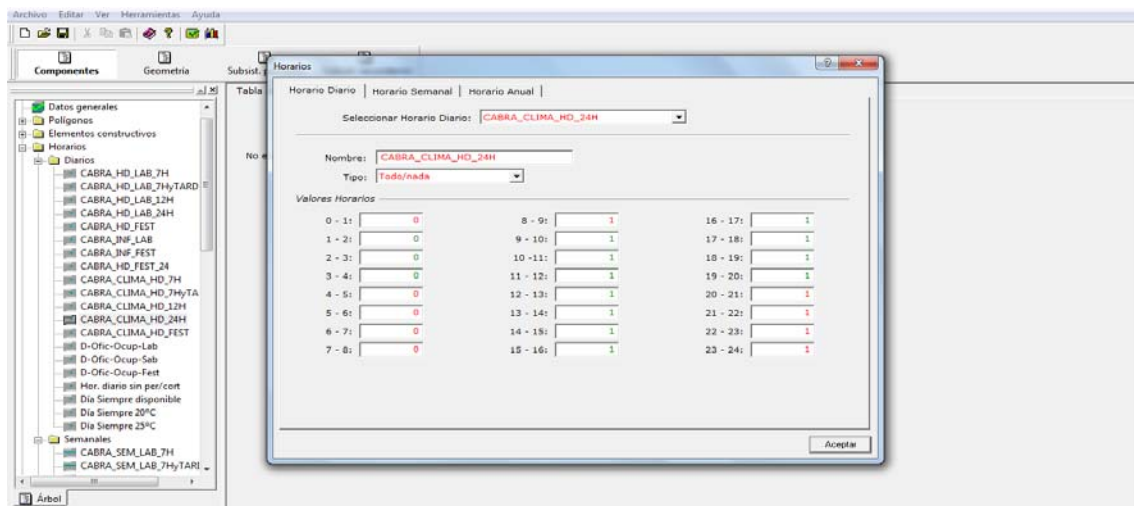 Archivo Editar Ver Herramientas Ayuda
Componentes
Geometría
Subsist.
Tabla
Datos generales
Polígonos
Elementos constructivos
Horarios
Diarios
CABRA_HD_LAB_7H
CABRA_HD_LAB_7HyTARD
CABRA_HD_LAB_12H
CABRA_HD_LAB_24H
CABRA_HD_FEST
CABRA_INF_LAB
CABRA_INF_FEST
CABRA_HD_FEST_24
CABRA_CLIMA_HD_7H
CABRA_CLIMA_HD_7HyTA
CABRA_CLIMA_HD_12H
CABRA_CLIMA_HD_24H
CABRA_CLIMA_HD_FEST
D-Ofic-Ocup-Lab
D-Ofic-Ocup-Sab
D-Ofic-Ocup-Fest
Hor. diario sin per/cort
Día Siempre disponible
Día Siempre 20ºC
Día Siempre 25ºC
Semanales
CABRA_SEM_LAB_7H
CABRA_SEM_LAB_7HyTARI
Árbol
No e
Horarios
Horario Diario Horario Semanal Horario Anual
Seleccionar Horario Diario: CABRA_CLIMA_HD_24H
Nombre: CABRA_CLIMA_HD_24H
Tipo: Todo/nada
Valores Horarios
0 - 1: 0 8 - 9: 1 16 - 17: 1
1 - 2: 0 9 - 10: 1 17 - 18: 1
2 - 3: 0 10 -11: 1 18 - 19: 1
3 - 4: 0 11 - 12: 1 19 - 20: 1
4 - 5: 0 12 - 13: 1 20 - 21: 1
5 - 6: 0 13 - 14: 1 21 - 22: 1
6 - 7: 0 14 - 15: 1 22 - 23: 1
7 - 8: 0 15 - 16: 1 23 - 24: 1
Aceptar